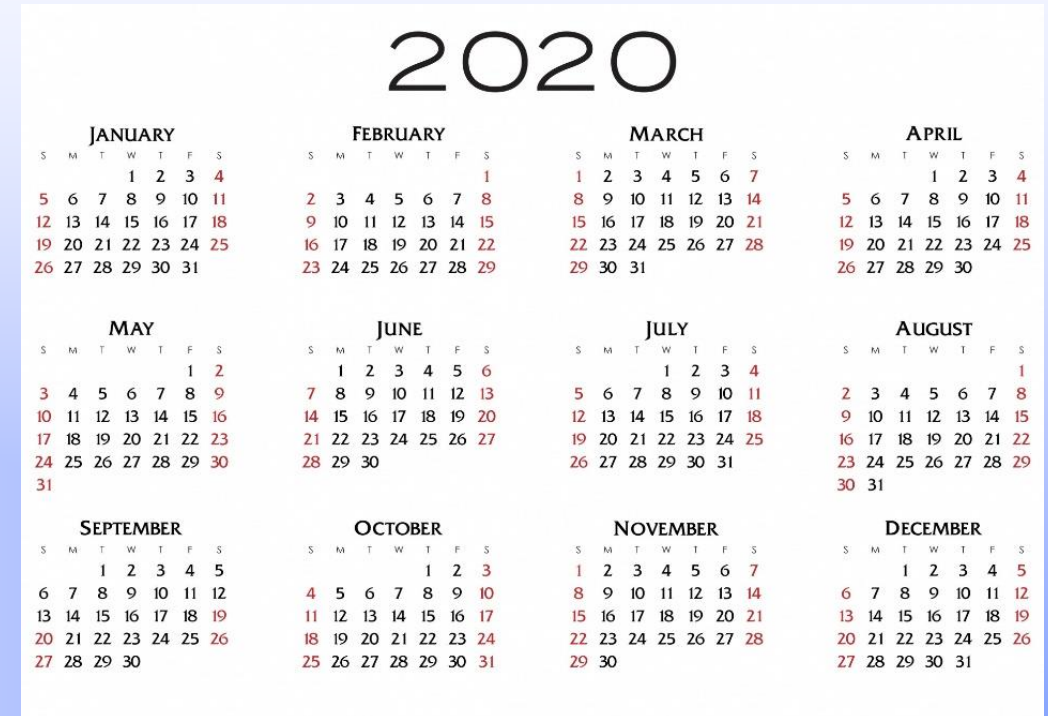 2020
JANUARY
S M T W T F S
1 2 3 4
5 6 7 8 9 10 11
12 13 14 15 16 17 18
19 20 21 22 23 24 25
26 27 28 29 30 31
FEBRUARY
S M T W T F S
1
2 3 4 5 6 7 8
9 10 11 12 13 14 15
16 17 18 19 20 21 22
23 24 25 26 27 28 29
MARCH
S M T W T F S
1 2 3 4 5 6 7
8 9 10 11 12 13 14
15 16 17 18 19 20 21
22 23 24 25 26 27 28
29 30 31
APRIL
S M T W T F S
1 2 3 4
5 6 7 8 9 10 11
12 13 14 15 16 17 18
19 20 21 22 23 24 25
26 27 28 29 30
MAY
S M T W T F S
1 2
3 4 5 6 7 8 9
10 11 12 13 14 15 16
17 18 19 20 21 22 23
24 25 26 27 28 29 30
31
JUNE
S M T W T F S
1 2 3 4 5 6
7 8 9 10 11 12 13
14 15 16 17 18 19 20
21 22 23 24 25 26 27
28 29 30
JULY
S M T W T F S
1 2 3 4
5 6 7 8 9 10 11
12 13 14 15 16 17 18
19 20 21 22 23 24 25
26 27 28 29 30 31
AUGUST
S M T W T F S
1
2 3 4 5 6 7 8
9 10 11 12 13 14 15
16 17 18 19 20 21 22
23 24 25 26 27 28 29
30 31
SEPTEMBER
S M T W T F S
1 2 3 4 5
6 7 8 9 10 11 12
13 14 15 16 17 18 19
20 21 22 23 24 25 26
27 28 29 30
OCTOBER
S M T W T F S
1 2 3
4 5 6 7 8 9 10
11 12 13 14 15 16 17
18 19 20 21 22 23 24
25 26 27 28 29 30 31
NOVEMBER
S M T W T F S
1 2 3 4 5 6 7
8 9 10 11 12 13 14
15 16 17 18 19 20 21
22 23 24 25 26 27 28
29 30
DECEMBER
S M T W T F S
1 2 3 4 5
6 7 8 9 10 11 12
13 14 15 16 17 18 19
20 21 22 23 24 25 26
27 28 29 30 31